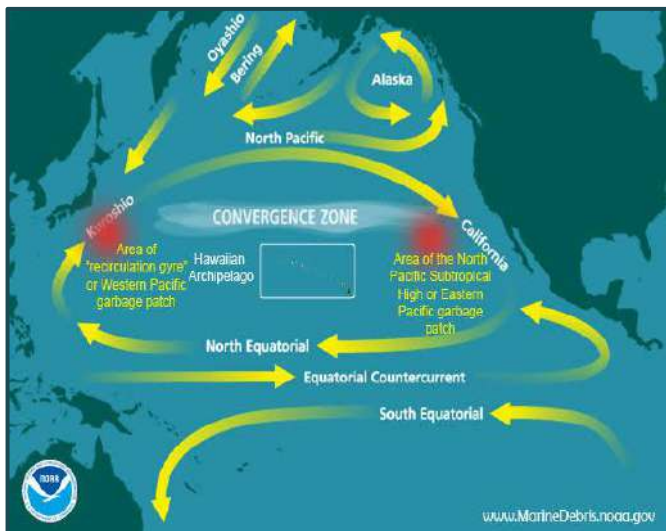 Oyashio
Bering
Alaska
North Pacific
Kuroshio
CONVERGENCE ZONE
California
Area of
"recirculation gyre"
or Western Pacific
garbage patch
Hawaiian
Archipelago
Area of the North
Pacific Subtropical
High or Eastern
Pacific garbage
patch
North Equatorial
Equatorial Countercurrent
South Equatorial
NOAA
www.MarineDebris.noaa.gov